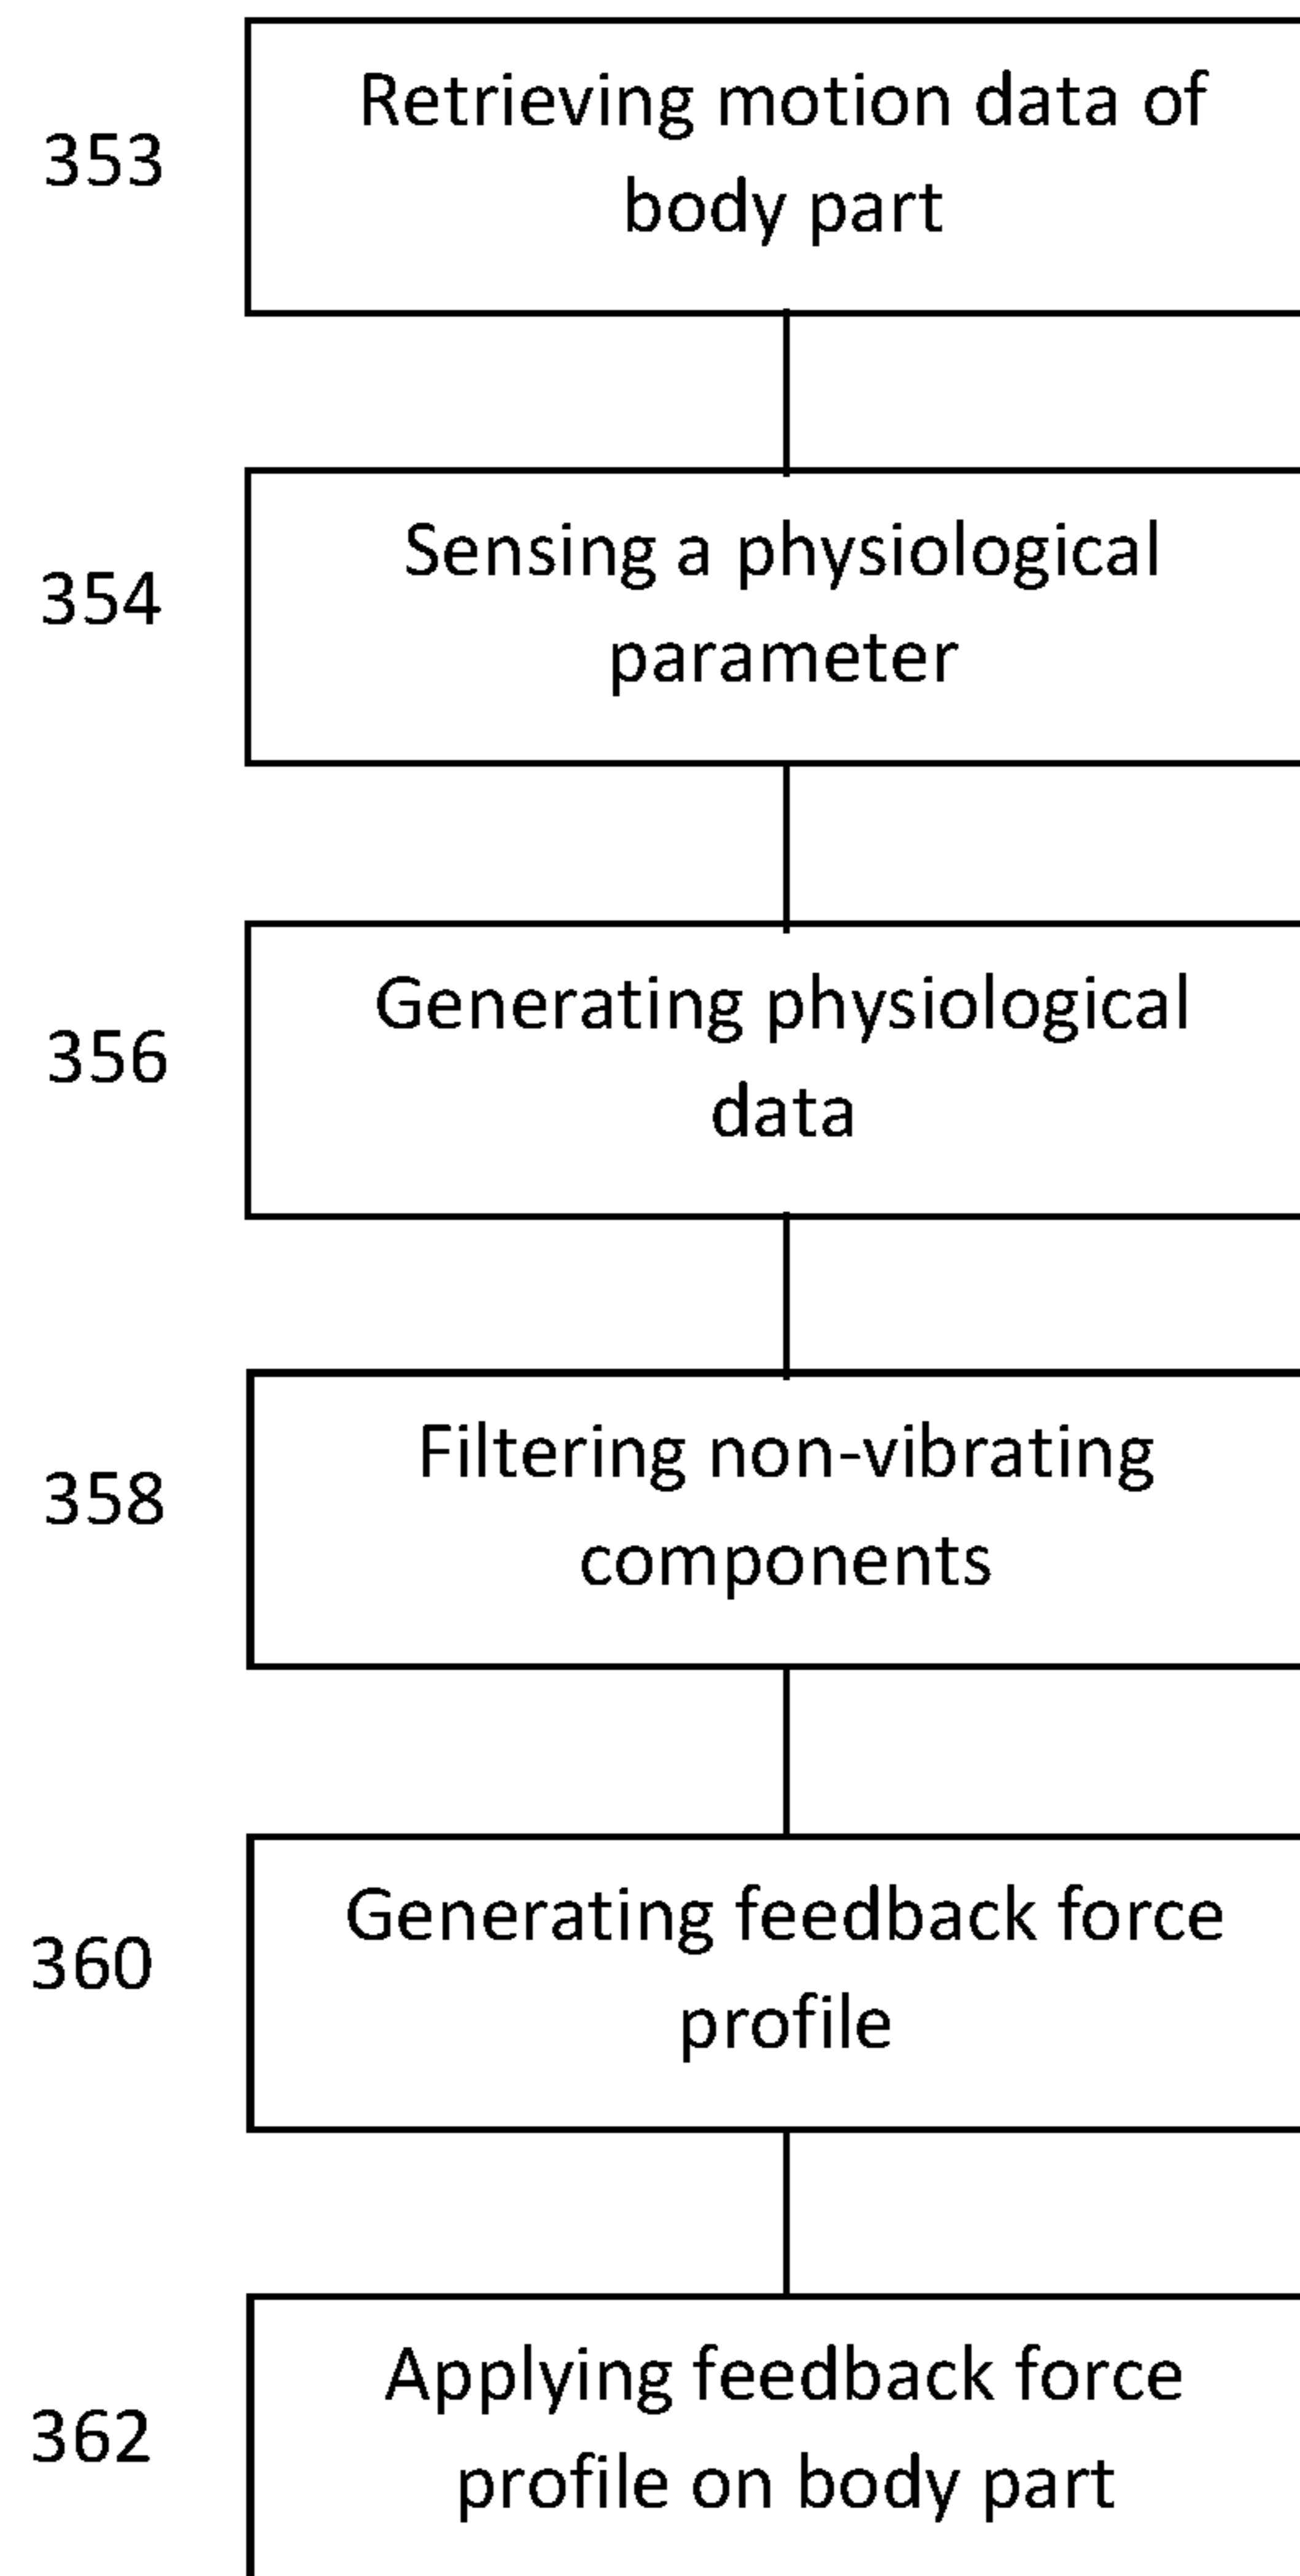 353
Retrieving motion data of
body part
354
Sensing a physiological
parameter
356
Generating physiological
data
358
Filtering non-vibrating
components
360
Generating feedback force
profile
362
Applying feedback force
profile on body part